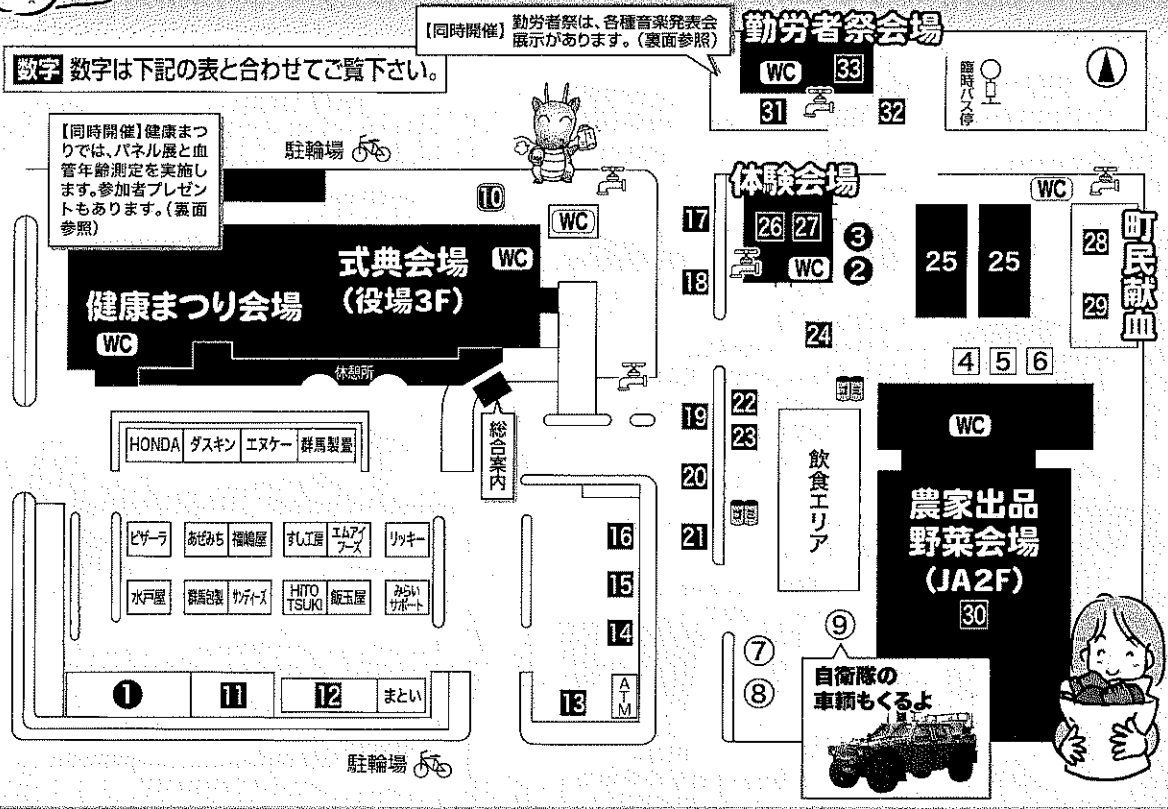 【同時開催】 勤労者祭は、各種音楽発表会
展示があります。(裏面参照)
勤労者祭会場
WC
33
31
32
臨時バス停
数字 数字は下記の表と合わせてご覧下さい。
【同時開催】健康まつ
りでは、パネル展と血
管年齢測定を実施し
ます。参加者プレゼン
トもあります。(裏面
参照)
駐輪場
10
WC
式典会場
(役場3F)
WC
健康まつり会場
WC
休憩所
総合案内
体験会場
17
26 27
3
2
WC
18
24
WC
25 25
28
29
町民献血
4 5 6
19
22
23
20
21
飲食エリア
WC
農家出品
野菜会場
(JA2F)
30
HONDA ダスキン エヌケー 群馬製畳
ピザーラ あぜみち 福嶋屋 すし工房 エムアイフーズ リッキー
水戸屋 群馬包製 サンディーズ HITO TSUKI 飯玉屋 みらいサポート
1 11 12 まとい
16
15
14
13
ATM
7
8
9
自衛隊の
車輌もくるよ
駐輪場